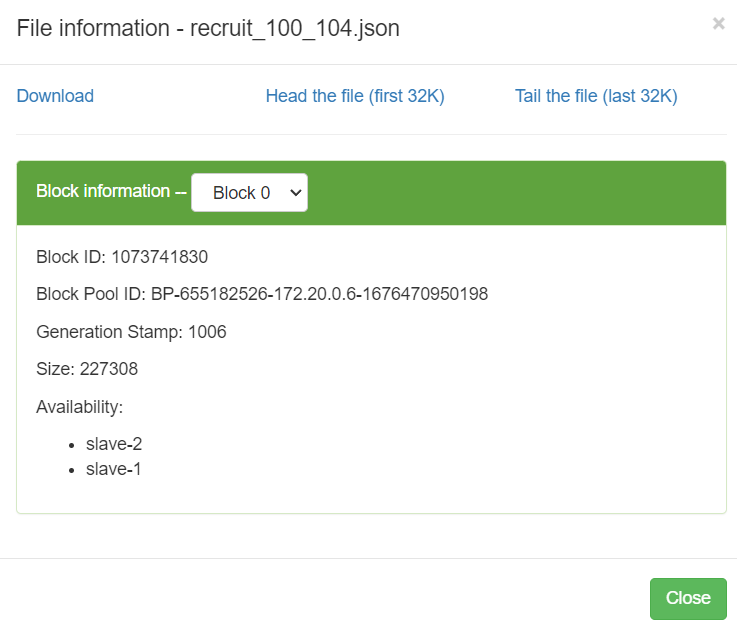 File information - recruit_100_104.json
×
Download
Head the file (first 32K)
Tail the file (last 32K)
Block information --
Block 0
Block ID: 1073741830
Block Pool ID: BP-655182526-172.20.0.6-1676470950198
Generation Stamp: 1006
Size: 227308
Availability:
• slave-2
• slave-1
Close